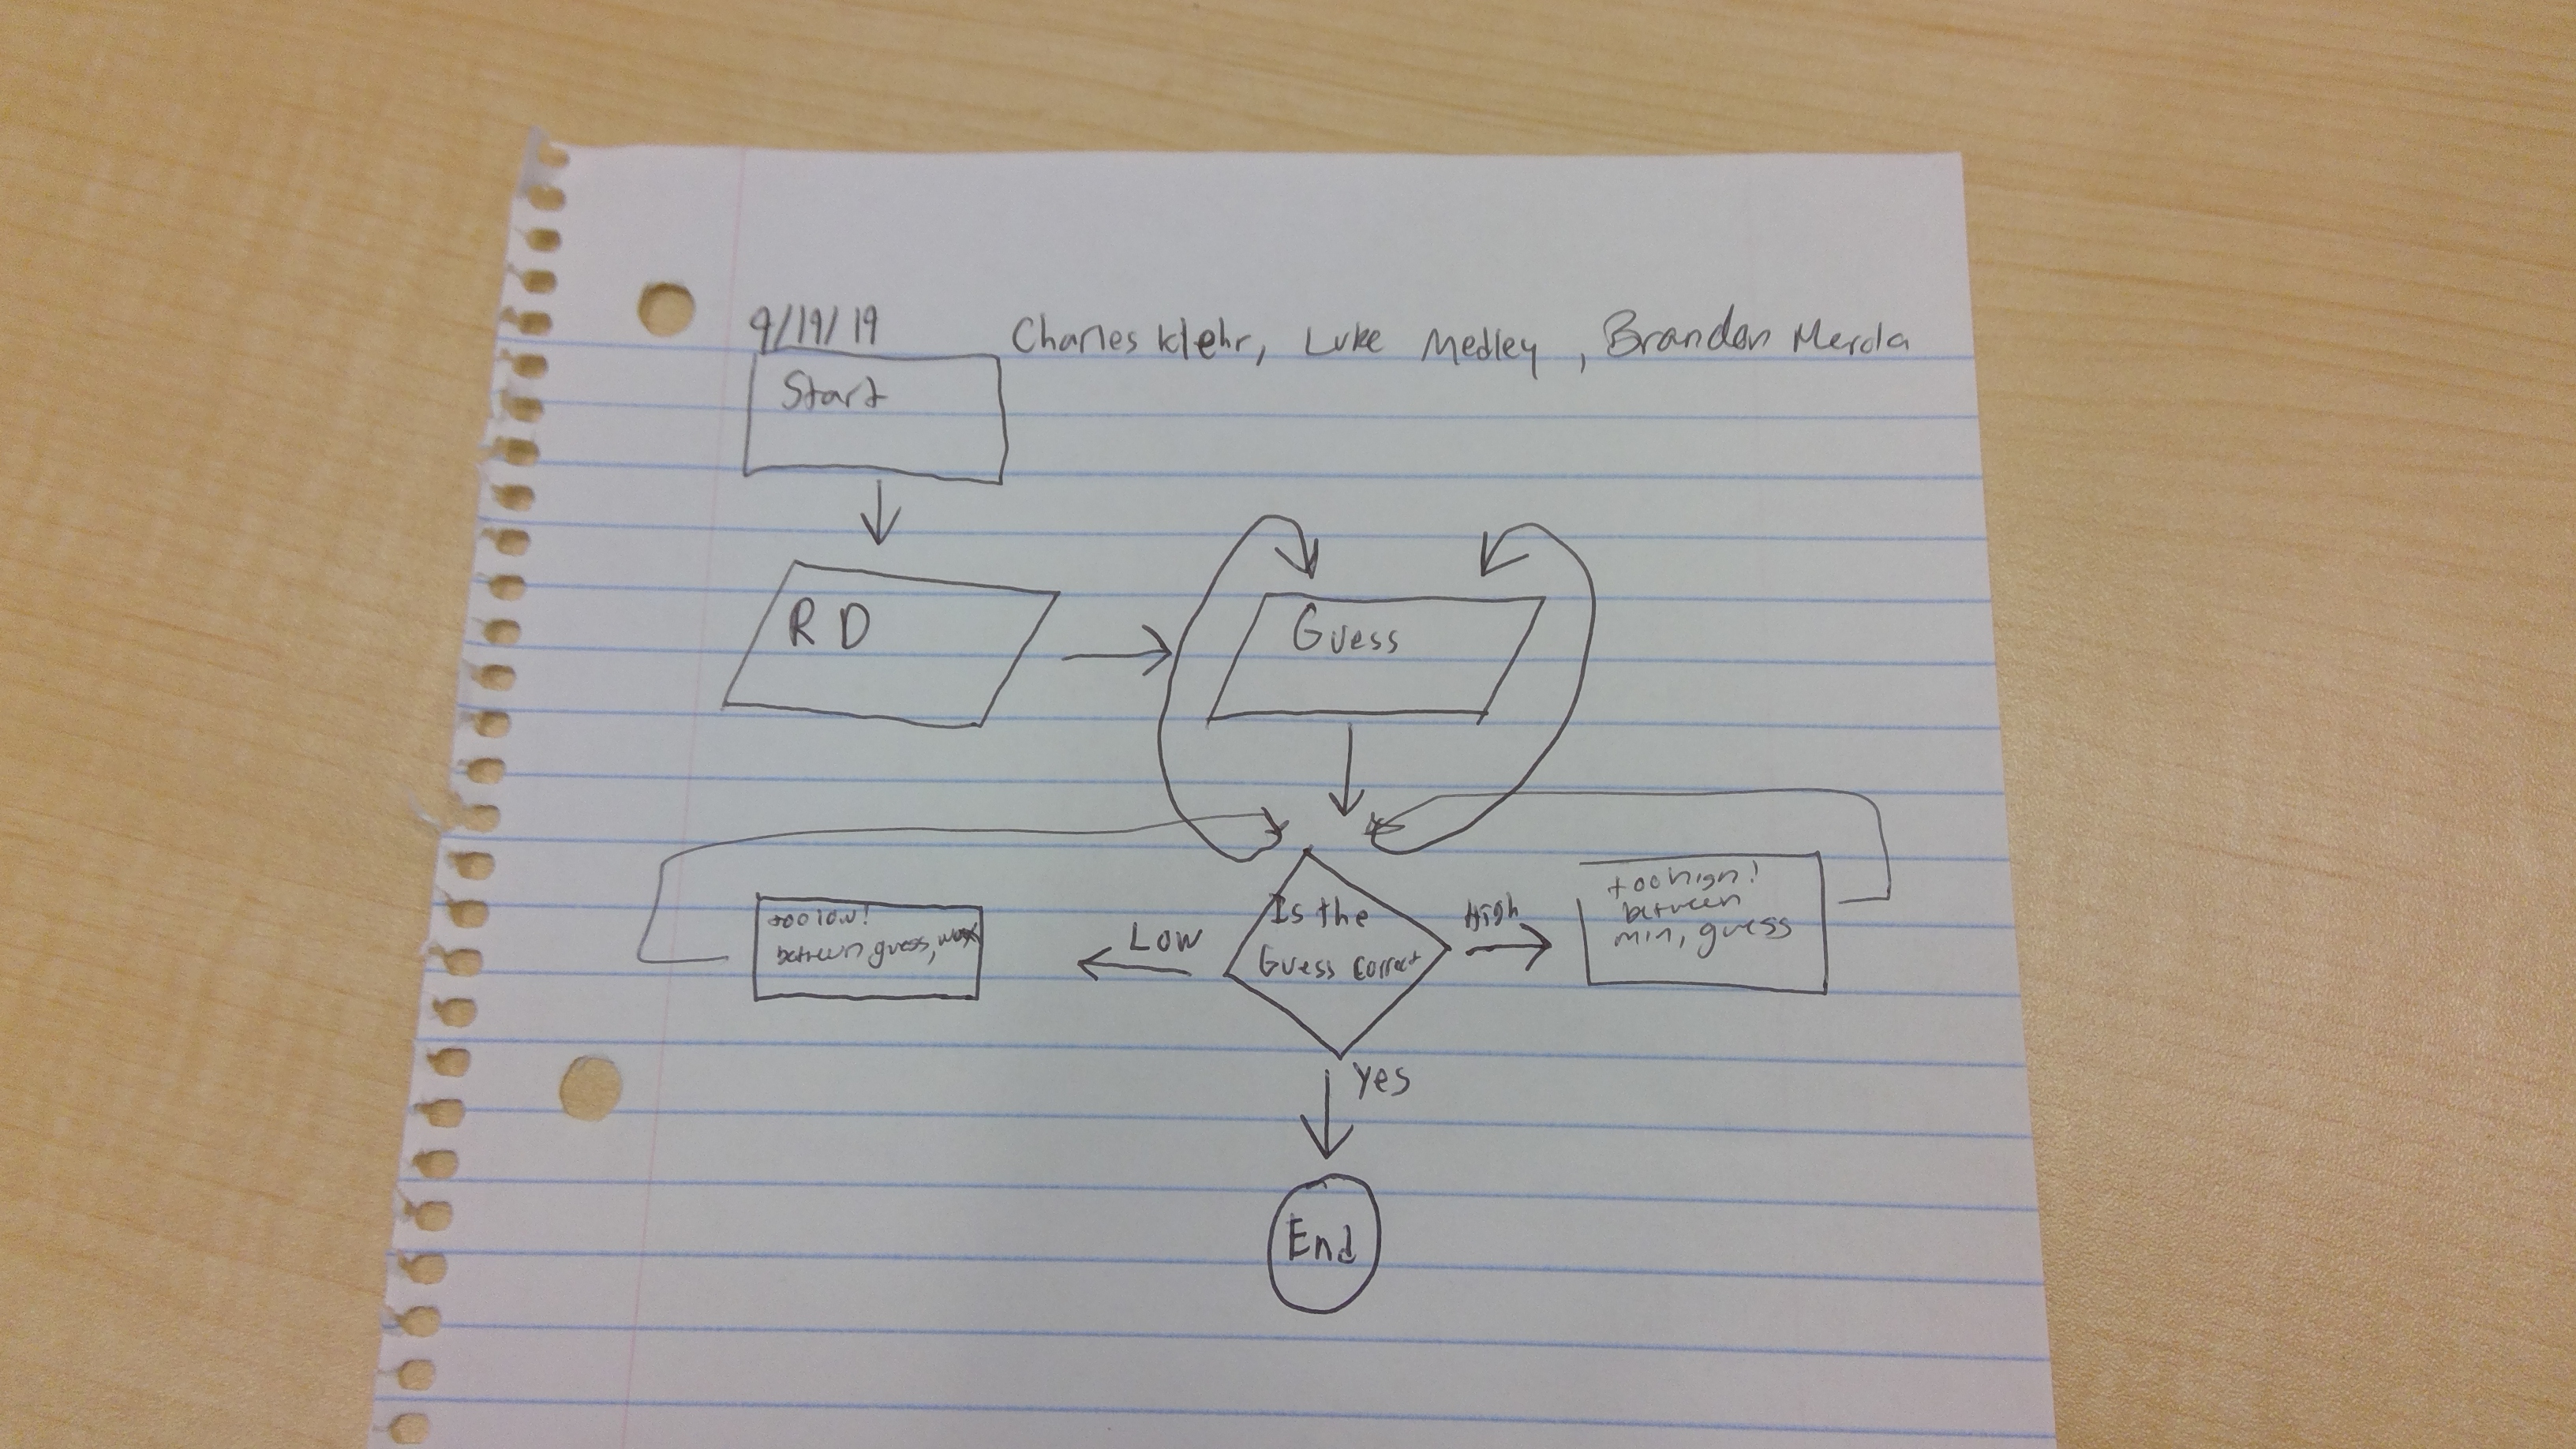 9/19/19 Charles Klehr, Luke Medley, Brandon Merola
Start
R D
Guess
too low!
between guess, max
Low
Is the
Guess correct
High
too high!
between
min, guess
Yes
End